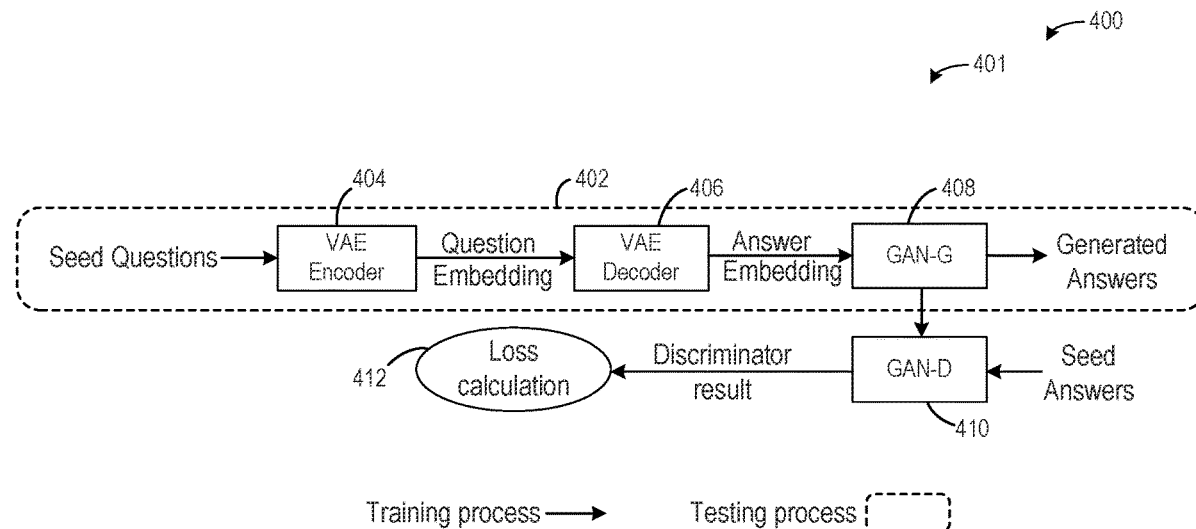 400
401
404
402
406
408
Seed Questions
VAE
Encoder
Question
Embedding
VAE
Decoder
Answer
Embedding
GAN-G
Generated
Answers
412
Loss
calculation
Discriminator
result
GAN-D
Seed
Answers
410
Training process
Testing process